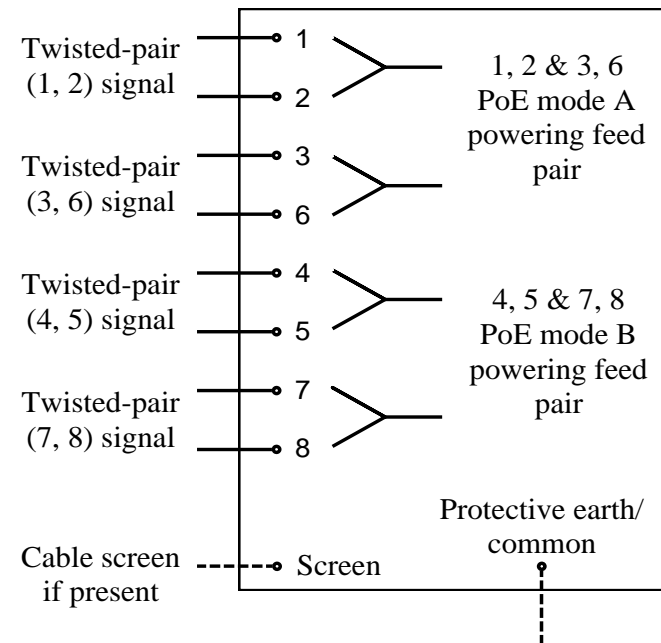 Twisted-pair
(1, 2) signal
1
2
1, 2 & 3, 6
PoE mode A
powering feed
pair
Twisted-pair
(3, 6) signal
3
6
Twisted-pair
(4, 5) signal
4
5
4, 5 & 7, 8
PoE mode B
powering feed
pair
Twisted-pair
(7, 8) signal
7
8
Protective earth/
common
Cable screen
if present
Screen